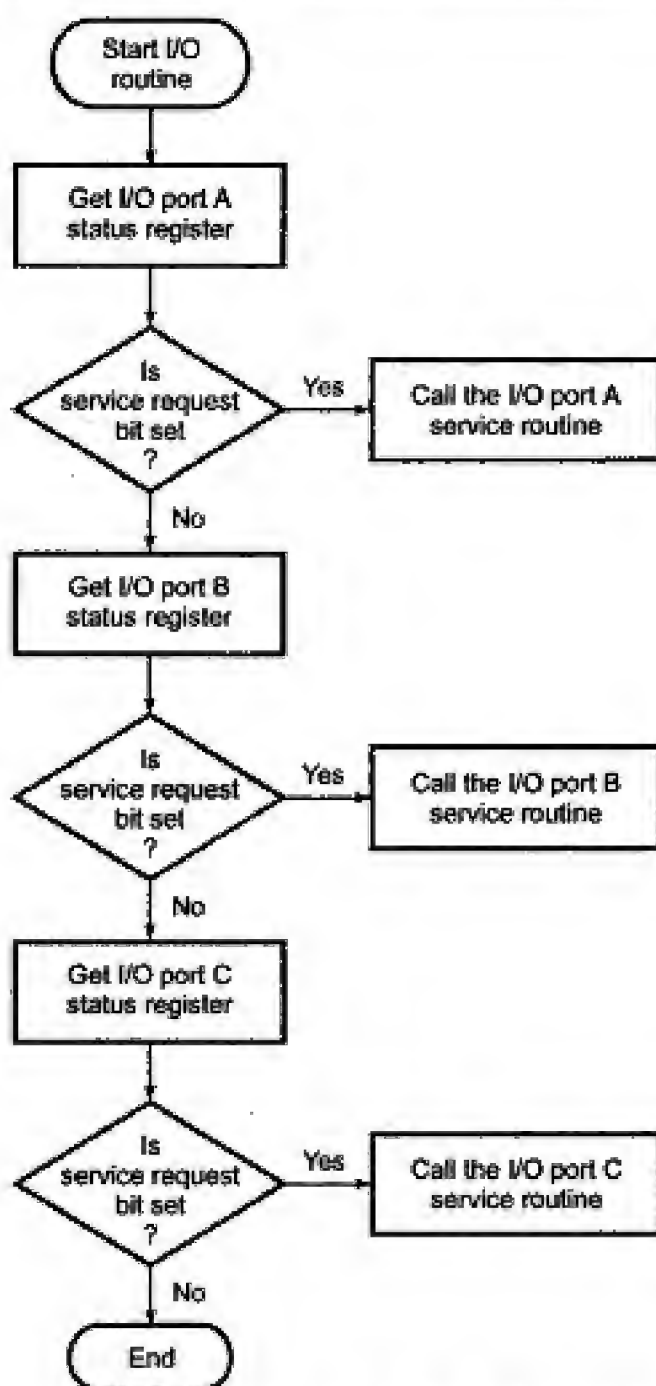 Start I/O
routine
Get I/O port A
status register
Is
service request
bit set
?
Yes
Call the I/O port A
service routine
No
Get I/O port B
status register
Is
service request
bit set
?
Yes
Call the I/O port B
service routine
No
Get I/O port C
status register
Is
service request
bit set
?
Yes
Call the I/O port C
service routine
No
End